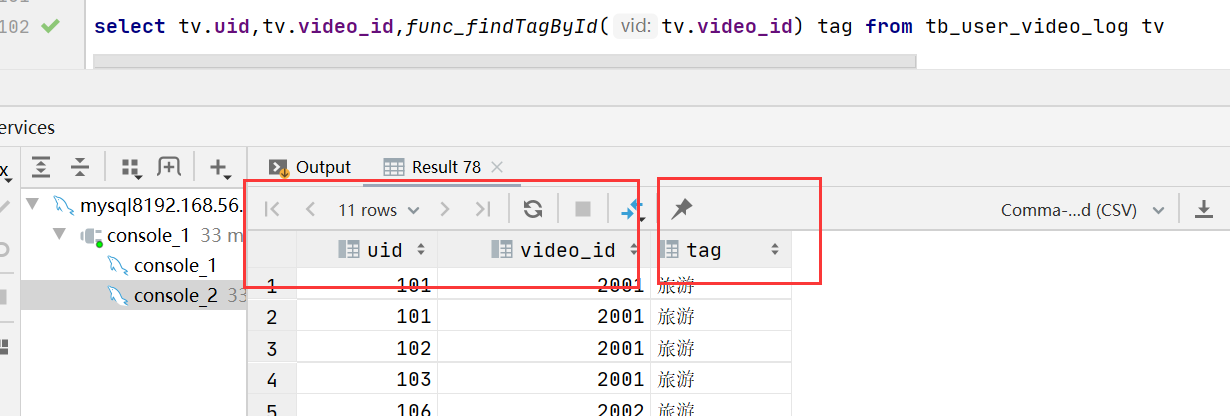 101
102 select tv.uid,tv.video_id,func_findTagById( vid: tv.video_id) tag from tb_user_video_log tv
ervices
x Output Result 78
mysql8192.168.56. 11 rows Comma-...d (CSV)
console_1 33 m uid video_id tag
console_1
console_2 33
1 101 2001 旅游
2 101 2001 旅游
3 102 2001 旅游
4 103 2001 旅游
5 106 2002 旅游